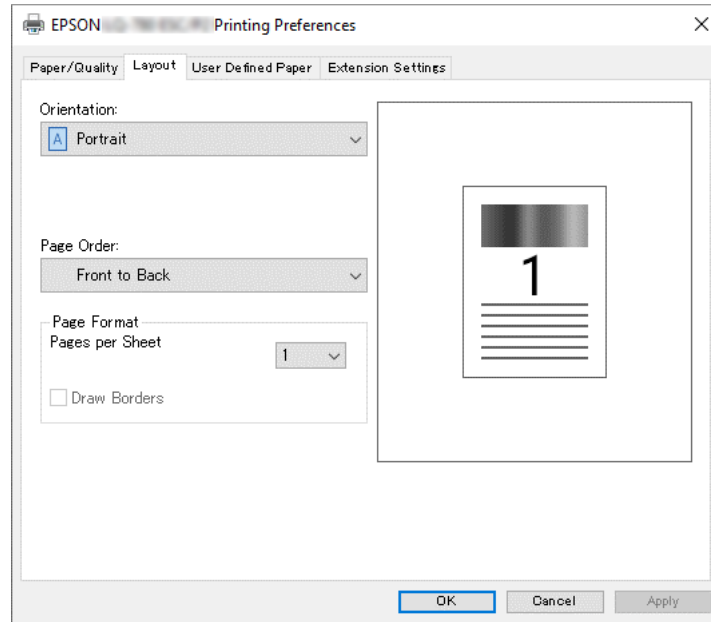 EPSON Printing Preferences
Paper/Quality Layout User Defined Paper Extension Settings
Orientation:
A Portrait
Page Order:
Front to Back
Page Format
Pages per Sheet
1
Draw Borders
1
OK Cancel Apply